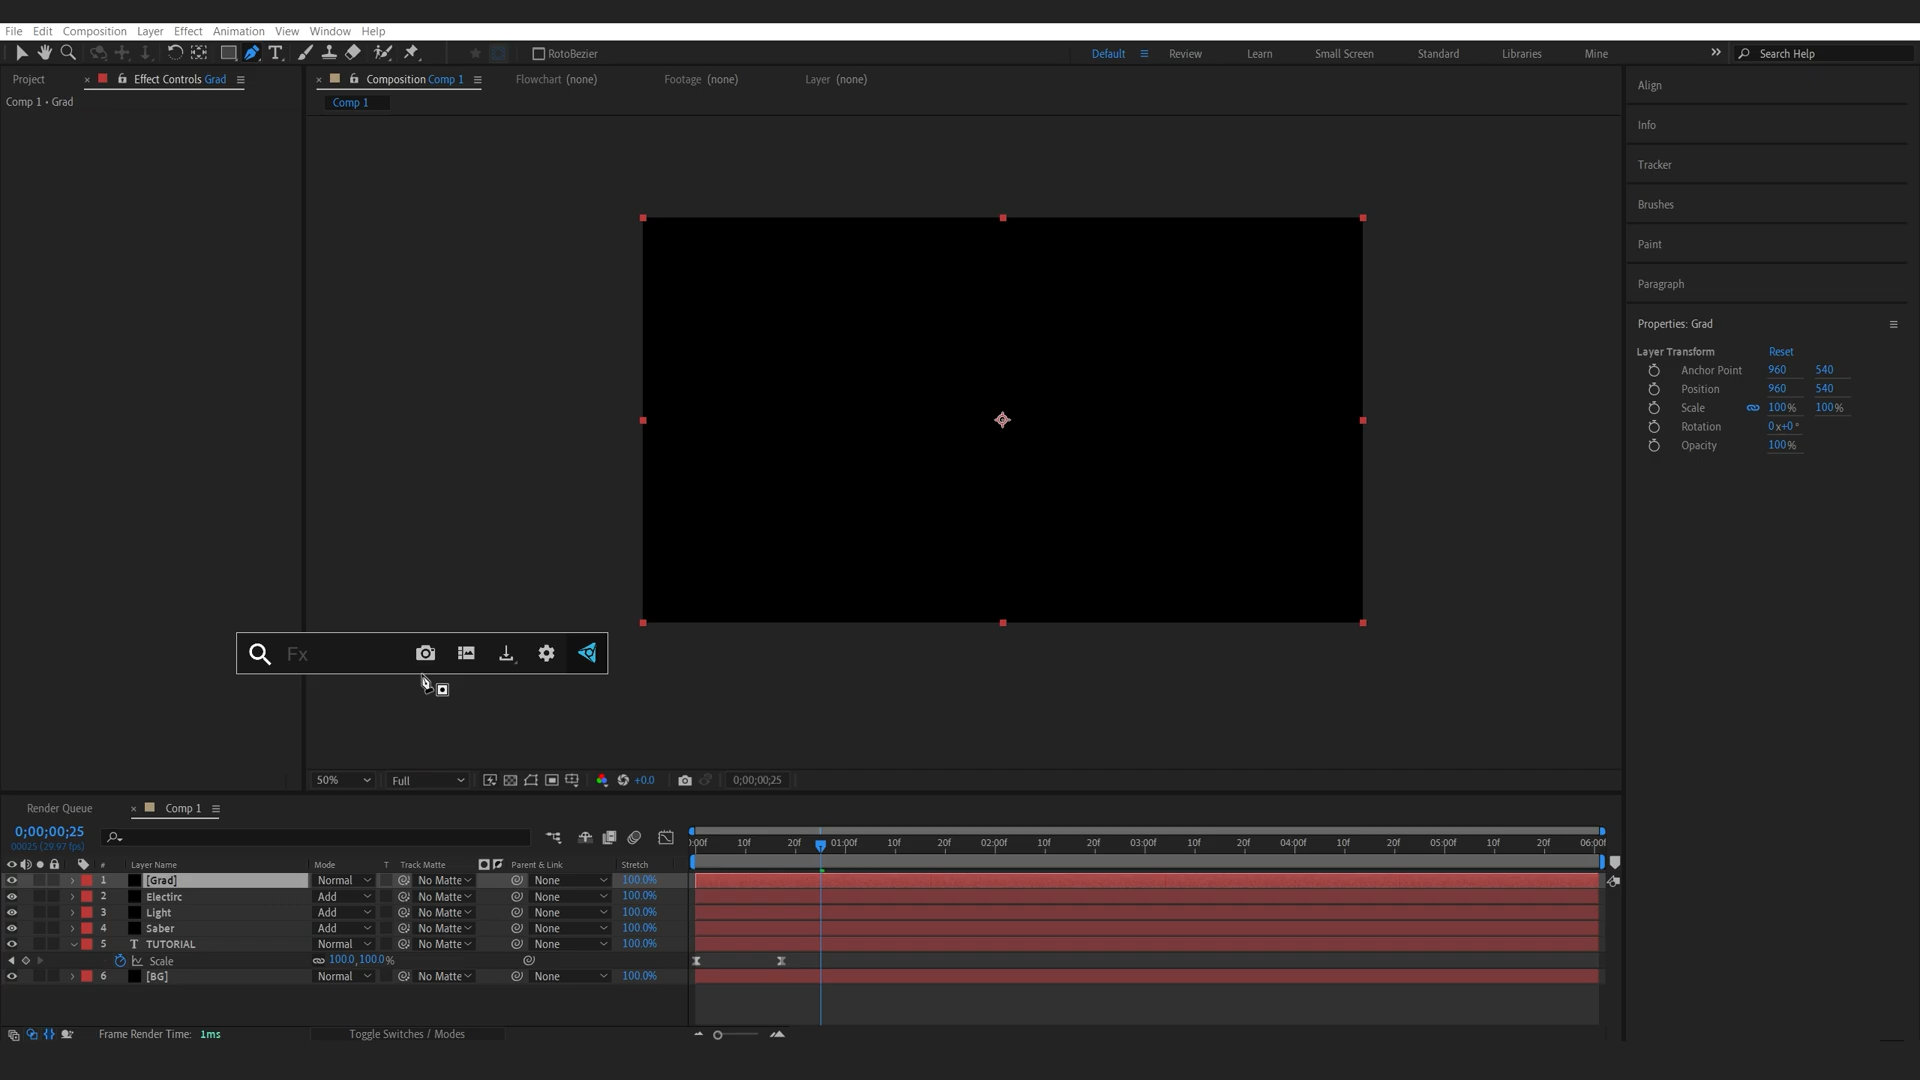 File Edit Composition Layer Effect Animation View Window Help
RotoBezier
Default Review Learn Small Screen Standard Libraries Mine Search Help
Project Effect Controls Grad Composition Comp 1 Flowchart (none) Footage (none) Layer (none)
Comp 1 • Grad
Comp 1
Align
Info
Tracker
Brushes
Paint
Paragraph
Properties: Grad
Layer Transform Reset
Anchor Point 960 540
Position 960 540
Scale 100% 100%
Rotation 0x+0°
Opacity 100%
Fx
50% Full +0.0 0;00;00;25
Render Queue Comp 1
0;00;00;25
00025 (29.97 fps)
:00f 10f 20f 01:00f 10f 20f 02:00f 10f 20f 03:00f 10f 20f 04:00f 10f 20f 05:00f 10f 20f 06:00f
# Layer Name Mode T Track Matte Parent & Link Stretch
1 [Grad] Normal No Matte None 100.0%
2 Electirc Add No Matte None 100.0%
3 Light Add No Matte None 100.0%
4 Saber Add No Matte None 100.0%
5 T TUTORIAL Normal No Matte None 100.0%
Scale 100.0,100.0%
6 [BG] Normal No Matte None 100.0%
Frame Render Time: 1ms Toggle Switches / Modes